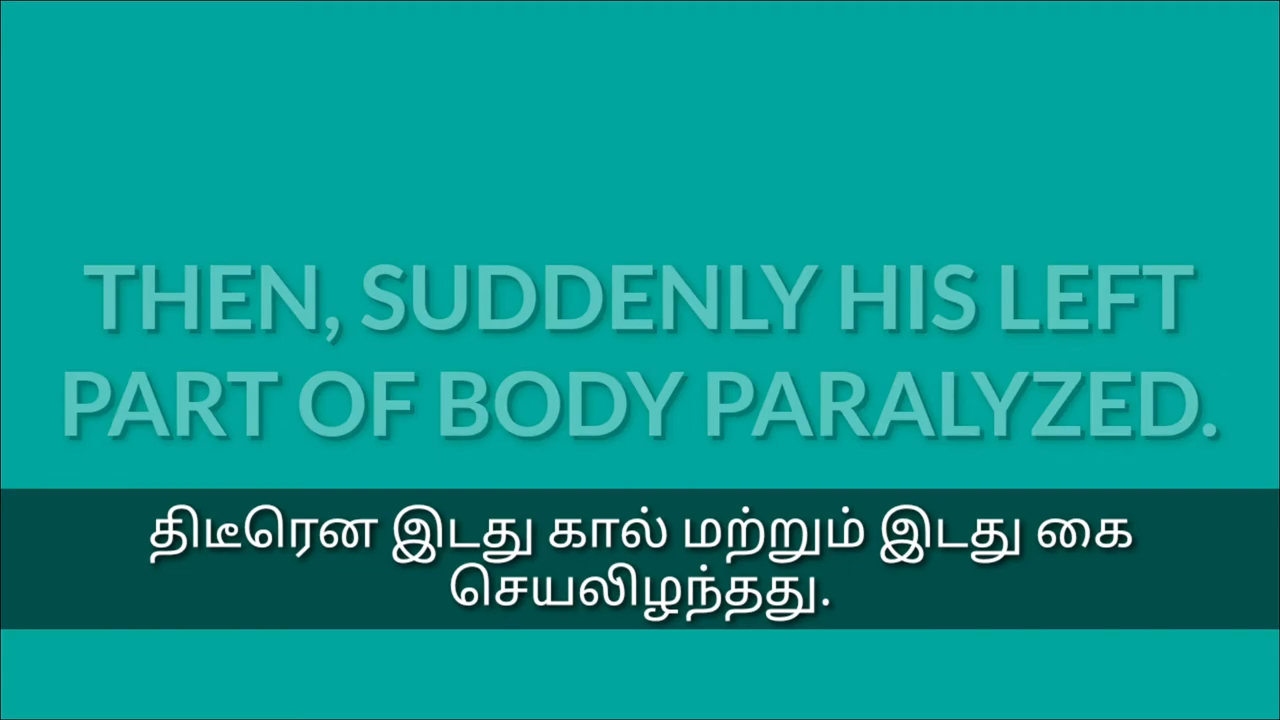 THEN, SUDDENLY HIS LEFT
PART OF BODY PARALYZED.
திடீரென இடது கால் மற்றும் இடது கை
செயலிழந்தது.